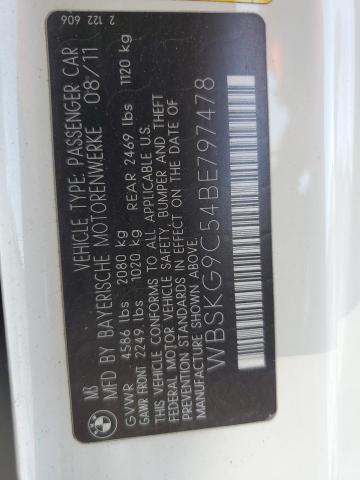 2 122 606
VEHICLE TYPE: PASSENGER CAR
MS MFD BY BAYERISCHE MOTORENWERKE 08/11
GVWR 4586 lbs 2080 kg
GAWR FRONT 2249 lbs 1020 kg REAR 2469 lbs 1120 kg
THIS VEHICLE CONFORMS TO ALL APPLICABLE U.S.
FEDERAL MOTOR VEHICLE SAFETY, BUMPER AND THEFT
PREVENTION STANDARDS IN EFFECT ON THE DATE OF
MANUFACTURE SHOWN ABOVE.
WBSKG9C54BE797478
BMW